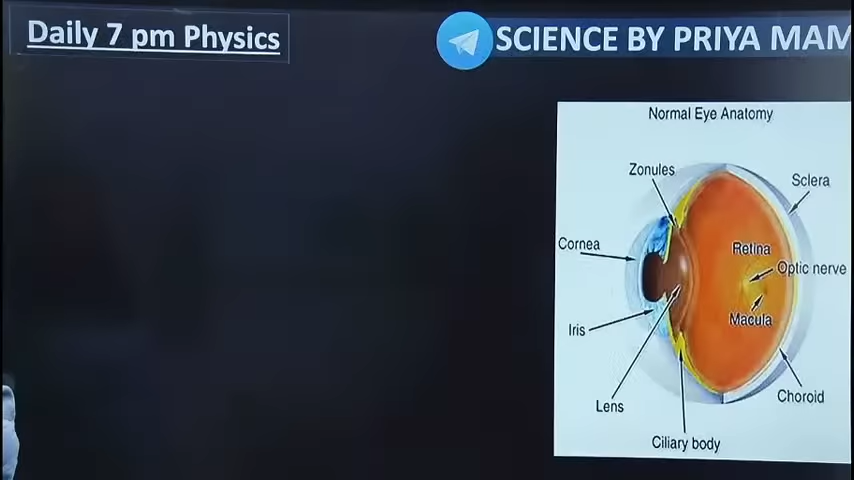 Daily 7 pm Physics
SCIENCE BY PRIYA MAM
Normal Eye Anatomy
Zonules
Sclera
Cornea
Retina
Optic nerve
Macula
Iris
Lens
Choroid
Ciliary body